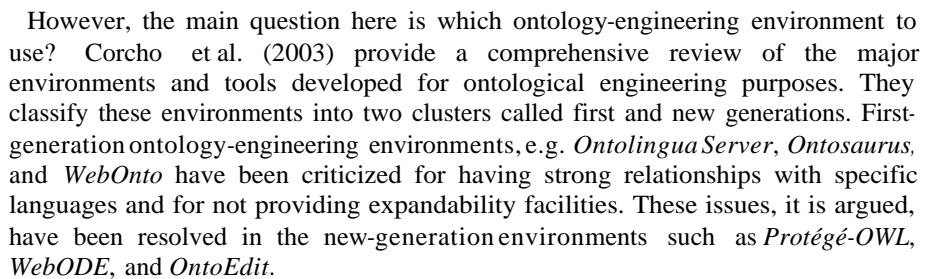 However, the main question here is which ontology-engineering environment to
use? Corcho et al. (2003) provide a comprehensive review of the major
environments and tools developed for ontological engineering purposes. They
classify these environments into two clusters called first and new generations. First-
generation ontology-engineering environments, e.g. Ontolingua Server, Ontosaurus,
and WebOnto have been criticized for having strong relationships with specific
languages and for not providing expandability facilities. These issues, it is argued,
have been resolved in the new-generation environments such as Protégé-OWL,
WebODE, and OntoEdit.